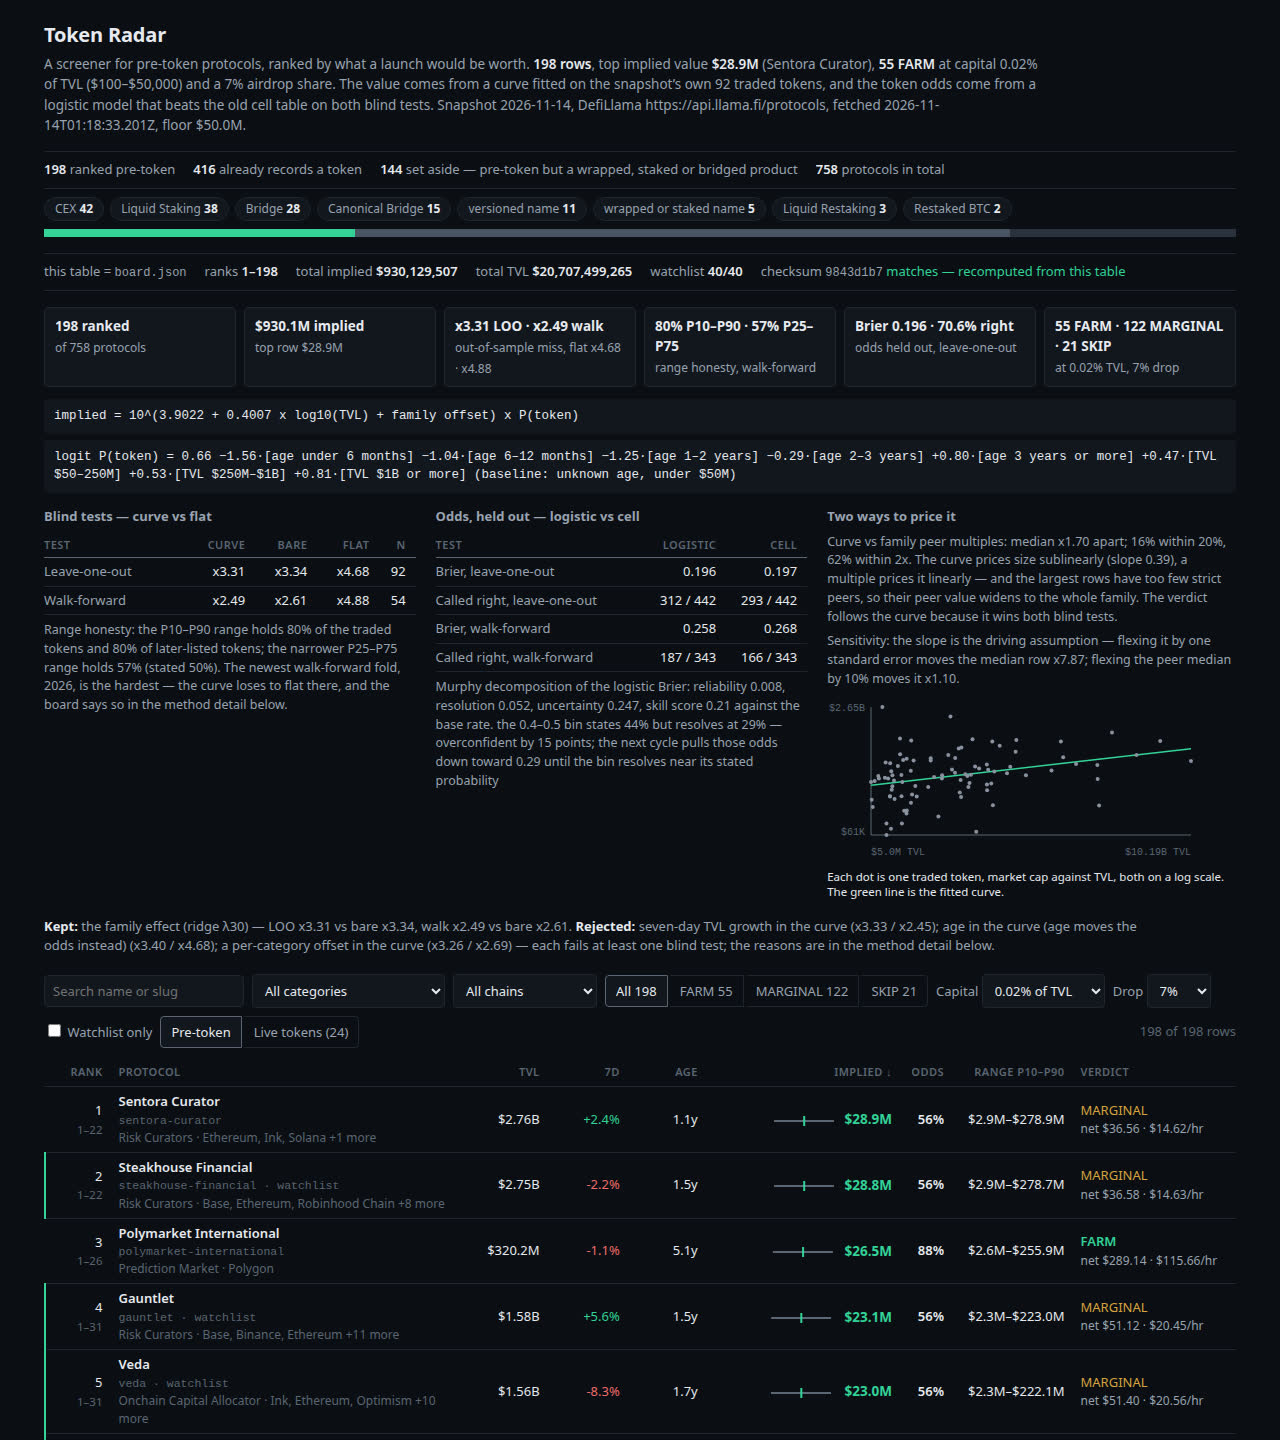 Token Radar
A screener for pre-token protocols, ranked by what a launch would be worth. 198 rows, top implied value $28.9M (Sentora Curator), 55 FARM at capital 0.02%
of TVL ($100–$50,000) and a 7% airdrop share. The value comes from a curve fitted on the snapshot's own 92 traded tokens, and the token odds come from a
logistic model that beats the old cell table on both blind tests. Snapshot 2026-11-14, DefiLlama https://api.llama.fi/protocols, fetched 2026-11-
14T01:18:33.201Z, floor $50.0M.
198 ranked pre-token 416 already records a token 144 set aside — pre-token but a wrapped, staked or bridged product 758 protocols in total
CEX 42 Liquid Staking 38 Bridge 28 Canonical Bridge 15 versioned name 11 wrapped or staked name 5 Liquid Restaking 3 Restaked BTC 2
this table = board.json ranks 1–198 total implied $930,129,507 total TVL $20,707,499,265 watchlist 40/40 checksum 9843d1b7 matches — recomputed from this table
198 ranked
of 758 protocols
$930.1M implied
top row $28.9M
x3.31 LOO · x2.49 walk
out-of-sample miss, flat x4.68
· x4.88
80% P10–P90 · 57% P25–
P75
range honesty, walk-forward
Brier 0.196 · 70.6% right
odds held out, leave-one-out
55 FARM · 122 MARGINAL
· 21 SKIP
at 0.02% TVL, 7% drop
implied = 10^(3.9022 + 0.4007 x log10(TVL) + family offset) x P(token)
logit P(token) = 0.66 −1.56·[age under 6 months] −1.04·[age 6–12 months] −1.25·[age 1–2 years] −0.29·[age 2–3 years] +0.80·[age 3 years or more] +0.47·[TVL
$50–250M] +0.53·[TVL $250M–$1B] +0.81·[TVL $1B or more] (baseline: unknown age, under $50M)
Blind tests — curve vs flat
TEST CURVE BARE FLAT N
Leave-one-out x3.31 x3.34 x4.68 92
Walk-forward x2.49 x2.61 x4.88 54
Range honesty: the P10–P90 range holds 80% of the traded
tokens and 80% of later-listed tokens; the narrower P25–P75
range holds 57% (stated 50%). The newest walk-forward fold,
2026, is the hardest — the curve loses to flat there, and the
board says so in the method detail below.
Odds, held out — logistic vs cell
TEST LOGISTIC CELL
Brier, leave-one-out 0.196 0.197
Called right, leave-one-out 312 / 442 293 / 442
Brier, walk-forward 0.258 0.268
Called right, walk-forward 187 / 343 166 / 343
Murphy decomposition of the logistic Brier: reliability 0.008,
resolution 0.052, uncertainty 0.247, skill score 0.21 against the
base rate. the 0.4–0.5 bin states 44% but resolves at 29% —
overconfident by 15 points; the next cycle pulls those odds
down toward 0.29 until the bin resolves near its stated
probability
Two ways to price it
Curve vs family peer multiples: median x1.70 apart; 16% within 20%,
62% within 2x. The curve prices size sublinearly (slope 0.39), a
multiple prices it linearly — and the largest rows have too few strict
peers, so their peer value widens to the whole family. The verdict
follows the curve because it wins both blind tests.
Sensitivity: the slope is the driving assumption — flexing it by one
standard error moves the median row x7.87; flexing the peer median
by 10% moves it x1.10.
$2.65B
$61K
$5.0M TVL $10.19B TVL
Each dot is one traded token, market cap against TVL, both on a log scale.
The green line is the fitted curve.
Kept: the family effect (ridge λ30) — LOO x3.31 vs bare x3.34, walk x2.49 vs bare x2.61. Rejected: seven-day TVL growth in the curve (x3.33 / x2.45); age in the curve (age moves the
odds instead) (x3.40 / x4.68); a per-category offset in the curve (x3.26 / x2.69) — each fails at least one blind test; the reasons are in the method detail below.
Search name or slug All categories All chains All 198 FARM 55 MARGINAL 122 SKIP 21 Capital 0.02% of TVL Drop 7%
Watchlist only Pre-token Live tokens (24) 198 of 198 rows
RANK PROTOCOL TVL 7D AGE IMPLIED ↓ ODDS RANGE P10–P90 VERDICT
1 Sentora Curator $2.76B +2.4% 1.1y $28.9M 56% $2.9M–$278.9M MARGINAL
1–22 sentora-curator net $36.56 · $14.62/hr
Risk Curators · Ethereum, Ink, Solana +1 more
2 Steakhouse Financial $2.75B -2.2% 1.5y $28.8M 56% $2.9M–$278.7M MARGINAL
1–22 steakhouse-financial · watchlist net $36.58 · $14.63/hr
Risk Curators · Base, Ethereum, Robinhood Chain +8 more
3 Polymarket International $320.2M -1.1% 5.1y $26.5M 88% $2.6M–$255.9M FARM
1–26 polymarket-international net $289.14 · $115.66/hr
Prediction Market · Polygon
4 Gauntlet $1.58B +5.6% 1.5y $23.1M 56% $2.3M–$223.0M MARGINAL
1–31 gauntlet · watchlist net $51.12 · $20.45/hr
Risk Curators · Base, Binance, Ethereum +11 more
5 Veda $1.56B -8.3% 1.7y $23.0M 56% $2.3M–$222.1M MARGINAL
1–31 veda · watchlist net $51.40 · $20.56/hr
Onchain Capital Allocator · Ink, Ethereum, Optimism +10
more